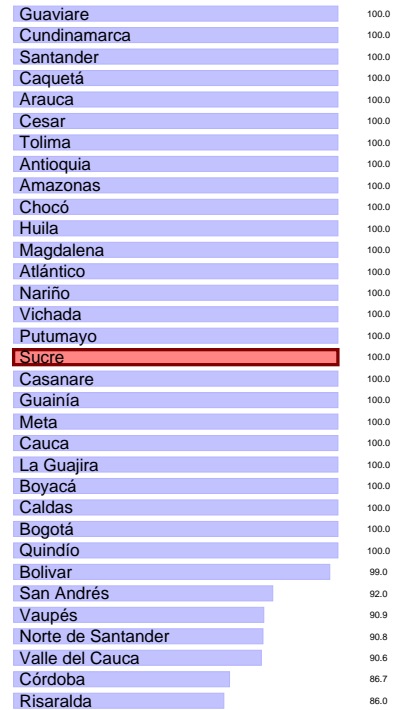 Guaviare 100.0
Cundinamarca 100.0
Santander 100.0
Caquetá 100.0
Arauca 100.0
Cesar 100.0
Tolima 100.0
Antioquia 100.0
Amazonas 100.0
Chocó 100.0
Huila 100.0
Magdalena 100.0
Atlántico 100.0
Nariño 100.0
Vichada 100.0
Putumayo 100.0
Sucre 100.0
Casanare 100.0
Guainía 100.0
Meta 100.0
Cauca 100.0
La Guajira 100.0
Boyacá 100.0
Caldas 100.0
Bogotá 100.0
Quindío 100.0
Bolivar 99.0
San Andrés 92.0
Vaupés 90.9
Norte de Santander 90.8
Valle del Cauca 90.6
Córdoba 86.7
Risaralda 86.0